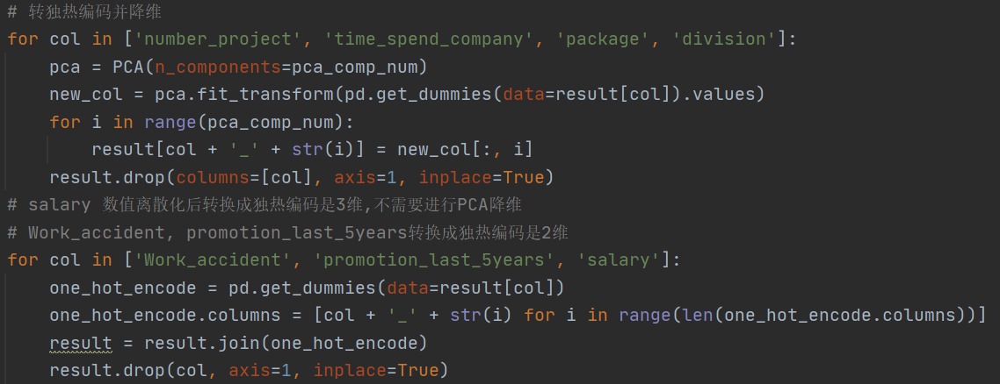 # 转独热编码并降维
for col in ['number_project', 'time_spend_company', 'package', 'division']:
    pca = PCA(n_components=pca_comp_num)
    new_col = pca.fit_transform(pd.get_dummies(data=result[col]).values)
    for i in range(pca_comp_num):
        result[col + '_' + str(i)] = new_col[:, i]
    result.drop(columns=[col], axis=1, inplace=True)
# salary 数值离散化后转换成独热编码是3维,不需要进行PCA降维
# Work_accident, promotion_last_5years转换成独热编码是2维
for col in ['Work_accident', 'promotion_last_5years', 'salary']:
    one_hot_encode = pd.get_dummies(data=result[col])
    one_hot_encode.columns = [col + '_' + str(i) for i in range(len(one_hot_encode.columns))]
    result = result.join(one_hot_encode)
    result.drop(col, axis=1, inplace=True)